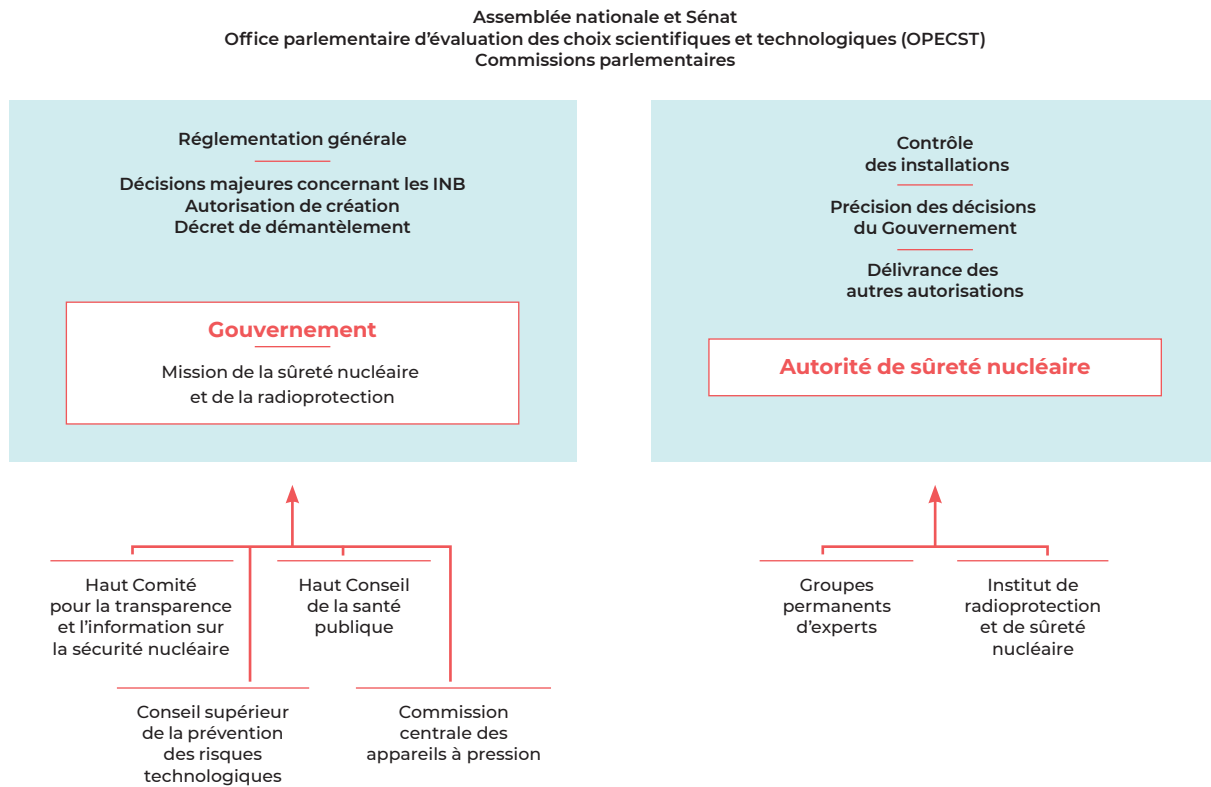 Assemblée nationale et Sénat
Office parlementaire d’évaluation des choix scientifiques et technologiques (OPECST)
Commissions parlementaires
Réglementation générale
Décisions majeures concernant les INB
Autorisation de création
Décret de démantèlement
Gouvernement
Mission de la sûreté nucléaire
et de la radioprotection
Contrôle
des installations
Précision des décisions
du Gouvernement
Délivrance des
autres autorisations
Autorité de sûreté nucléaire
Haut Comité
pour la transparence
et l’information sur
la sécurité nucléaire
Haut Conseil
de la santé
publique
Conseil supérieur
de la prévention
des risques
technologiques
Commission
centrale des
appareils à pression
Groupes
permanents
d’experts
Institut de
radioprotection
et de sûreté
nucléaire